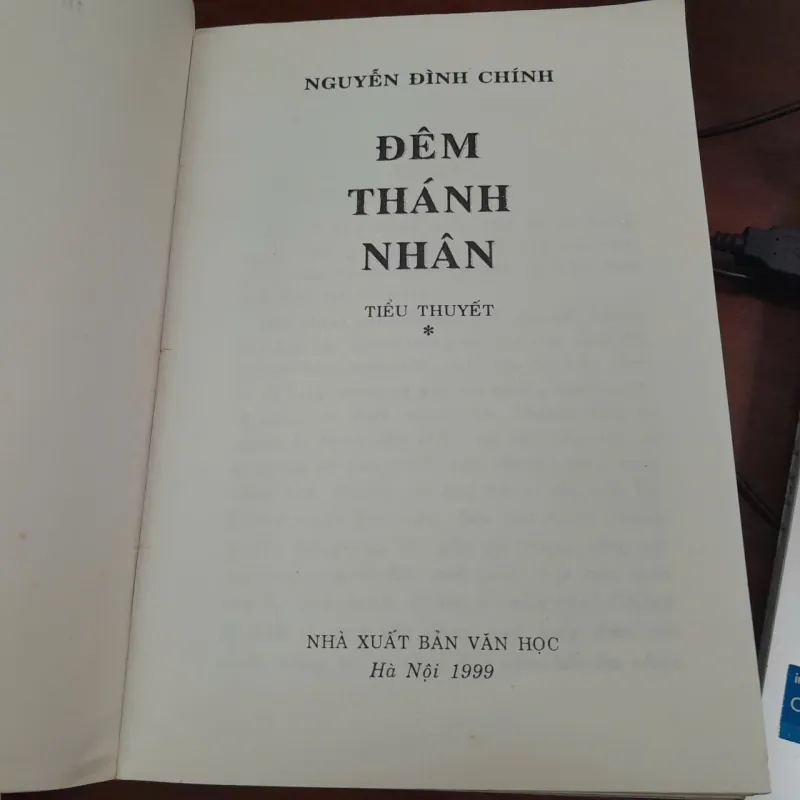 NGUYỄN ĐÌNH CHÍNH
ĐÊM
THÁNH
NHÂN
TIỂU THUYẾT
*
NHÀ XUẤT BẢN VĂN HỌC
Hà Nội 1999